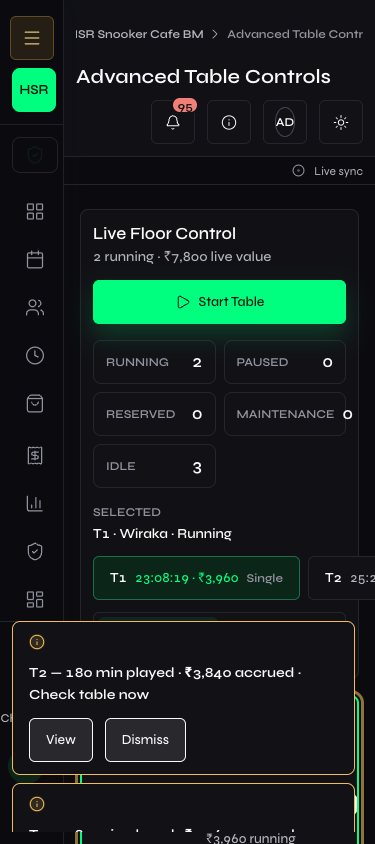 HSR Snooker Cafe BM > Advanced Table Contr
HSR
Advanced Table Controls
95
AD
Live sync
Live Floor Control
2 running · ₹7,800 live value
Start Table
RUNNING 2
PAUSED 0
RESERVED 0
MAINTENANCE 0
IDLE 3
SELECTED
T1 · Wiraka · Running
T1 23:08:19 · ₹3,960 Single
T2 25:2
T2 — 180 min played · ₹3,840 accrued ·
Check table now
View
Dismiss
₹3,960 running